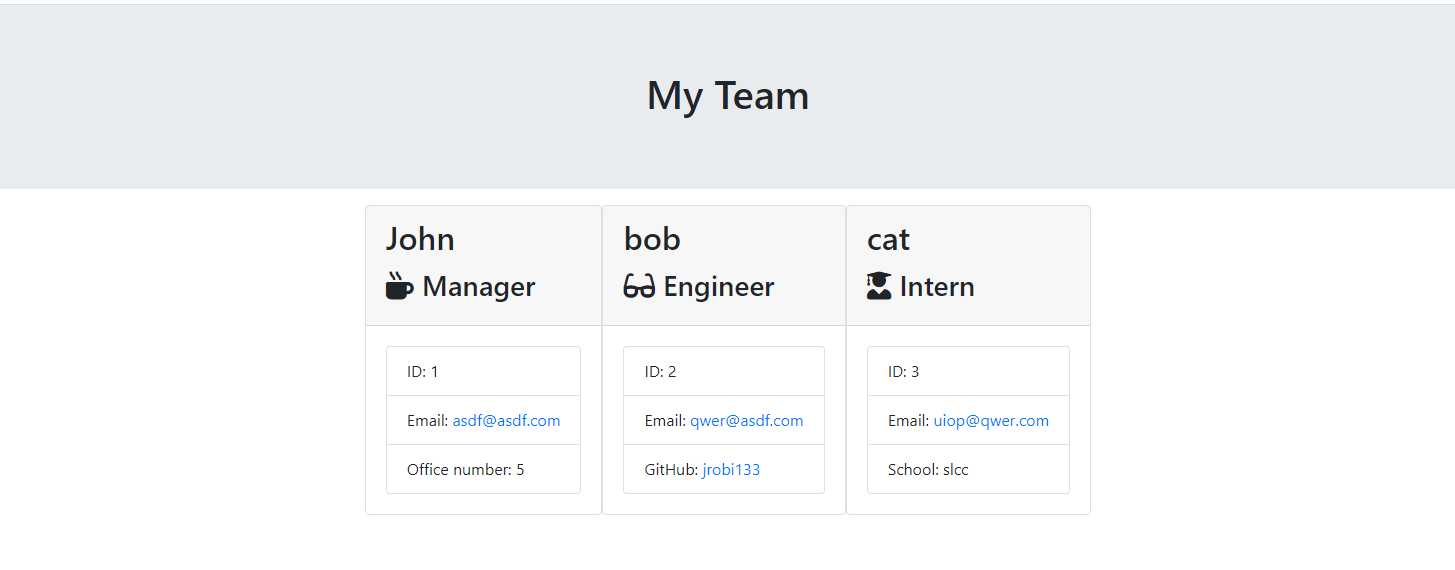 My Team
John
Manager
ID: 1
Email: asdf@asdf.com
Office number: 5
bob
Engineer
ID: 2
Email: qwer@asdf.com
GitHub: jrobi133
cat
Intern
ID: 3
Email: uiop@qwer.com
School: slcc